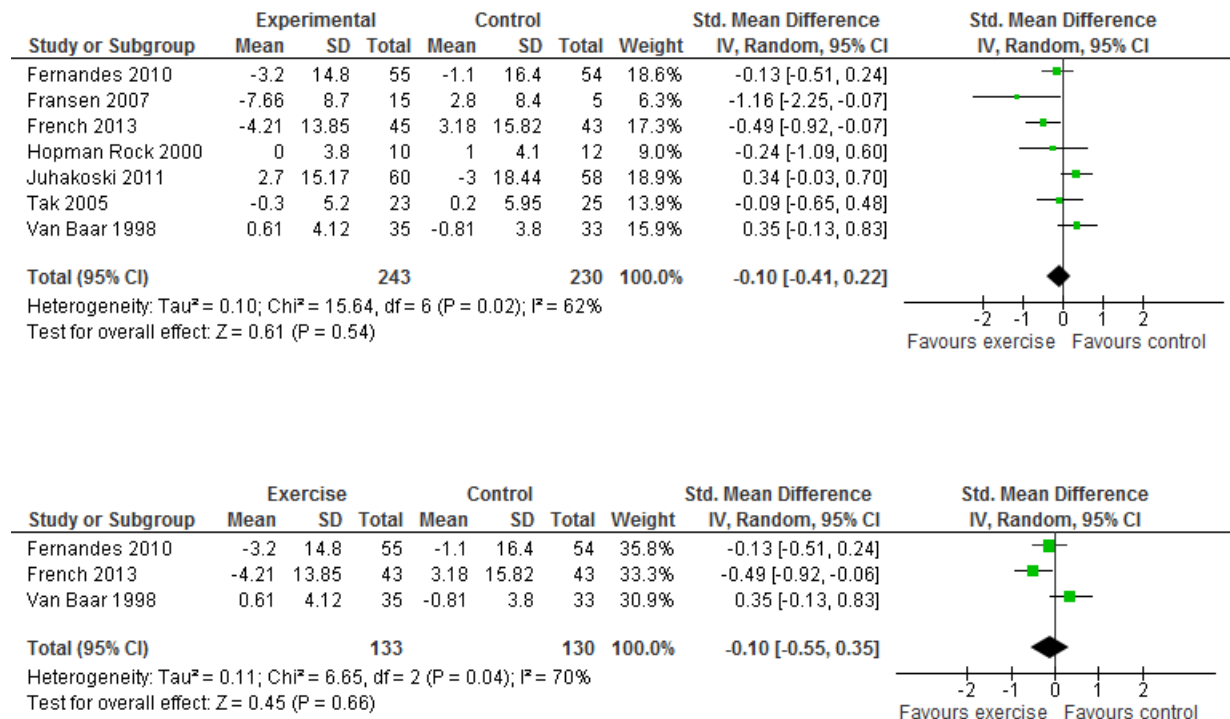 Experimental Control Std. Mean Difference Std. Mean Difference
Study or Subgroup Mean SD Total Mean SD Total Weight IV, Random, 95% CI IV, Random, 95% CI
Fernandes 2010 -3.2 14.8 55 -1.1 16.4 54 18.6% -0.13 [-0.51, 0.24]
Fransen 2007 -7.66 8.7 15 2.8 8.4 5 6.3% -1.16 [-2.25, -0.07]
French 2013 -4.21 13.85 45 3.18 15.82 43 17.3% -0.49 [-0.92, -0.07]
Hopman Rock 2000 0 3.8 10 1 4.1 12 9.0% -0.24 [-1.09, 0.60]
Juhakoski 2011 2.7 15.17 60 -3 18.44 58 18.9% 0.34 [-0.03, 0.70]
Tak 2005 -0.3 5.2 23 0.2 5.95 25 13.9% -0.09 [-0.65, 0.48]
Van Baar 1998 0.61 4.12 35 -0.81 3.8 33 15.9% 0.35 [-0.13, 0.83]
Total (95% CI) 243 230 100.0% -0.10 [-0.41, 0.22]
Heterogeneity: Tau² = 0.10; Chi² = 15.64, df = 6 (P = 0.02); I² = 62%
Test for overall effect: Z = 0.61 (P = 0.54)
-2 -1 0 1 2
Favours exercise Favours control
Exercise Control Std. Mean Difference Std. Mean Difference
Study or Subgroup Mean SD Total Mean SD Total Weight IV, Random, 95% CI IV, Random, 95% CI
Fernandes 2010 -3.2 14.8 55 -1.1 16.4 54 35.8% -0.13 [-0.51, 0.24]
French 2013 -4.21 13.85 43 3.18 15.82 43 33.3% -0.49 [-0.92, -0.06]
Van Baar 1998 0.61 4.12 35 -0.81 3.8 33 30.9% 0.35 [-0.13, 0.83]
Total (95% CI) 133 130 100.0% -0.10 [-0.55, 0.35]
Heterogeneity: Tau² = 0.11; Chi² = 6.65, df = 2 (P = 0.04); I² = 70%
Test for overall effect: Z = 0.45 (P = 0.66)
-2 -1 0 1 2
Favours exercise Favours control